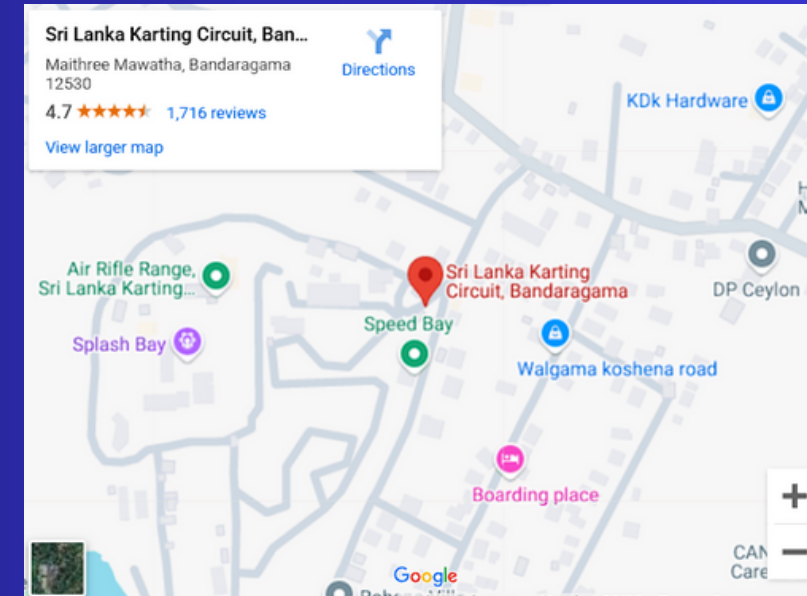 Sri Lanka Karting Circuit, Ban...
Maithree Mawatha, Bandaragama
12530
4.7
1,716 reviews
View larger map
Directions
KDk Hardware
Air Rifle Range,
Sri Lanka Karting...
Sri Lanka Karting
Circuit, Bandaragama
DP Ceylon
Speed Bay
Splash Bay
Walgama koshena road
Boarding place
CAN
Care
Google